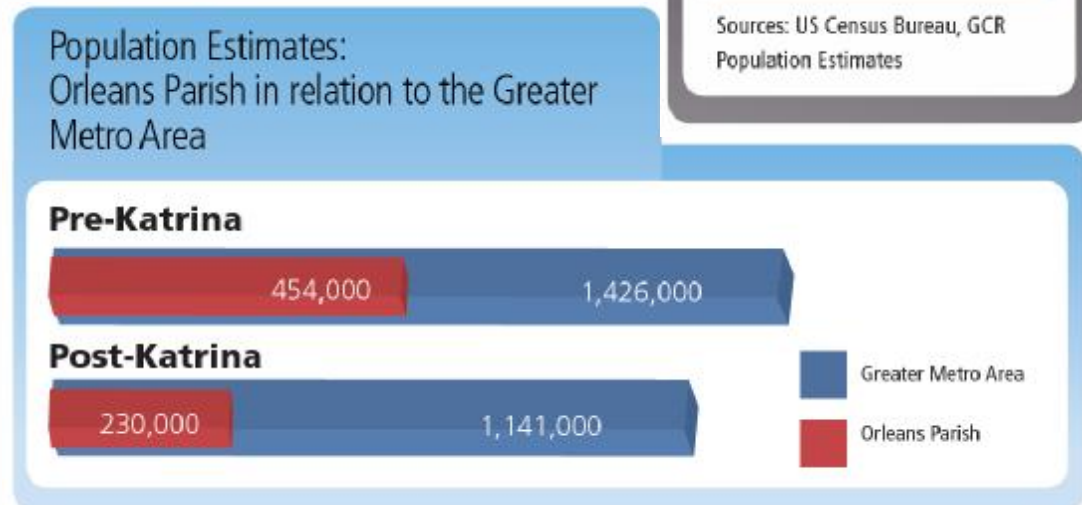 Sources: US Census Bureau, GCR
Population Estimates
Population Estimates:
Orleans Parish in relation to the Greater
Metro Area
Pre-Katrina
454,000
1,426,000
Post-Katrina
230,000
1,141,000
Greater Metro Area
Orleans Parish